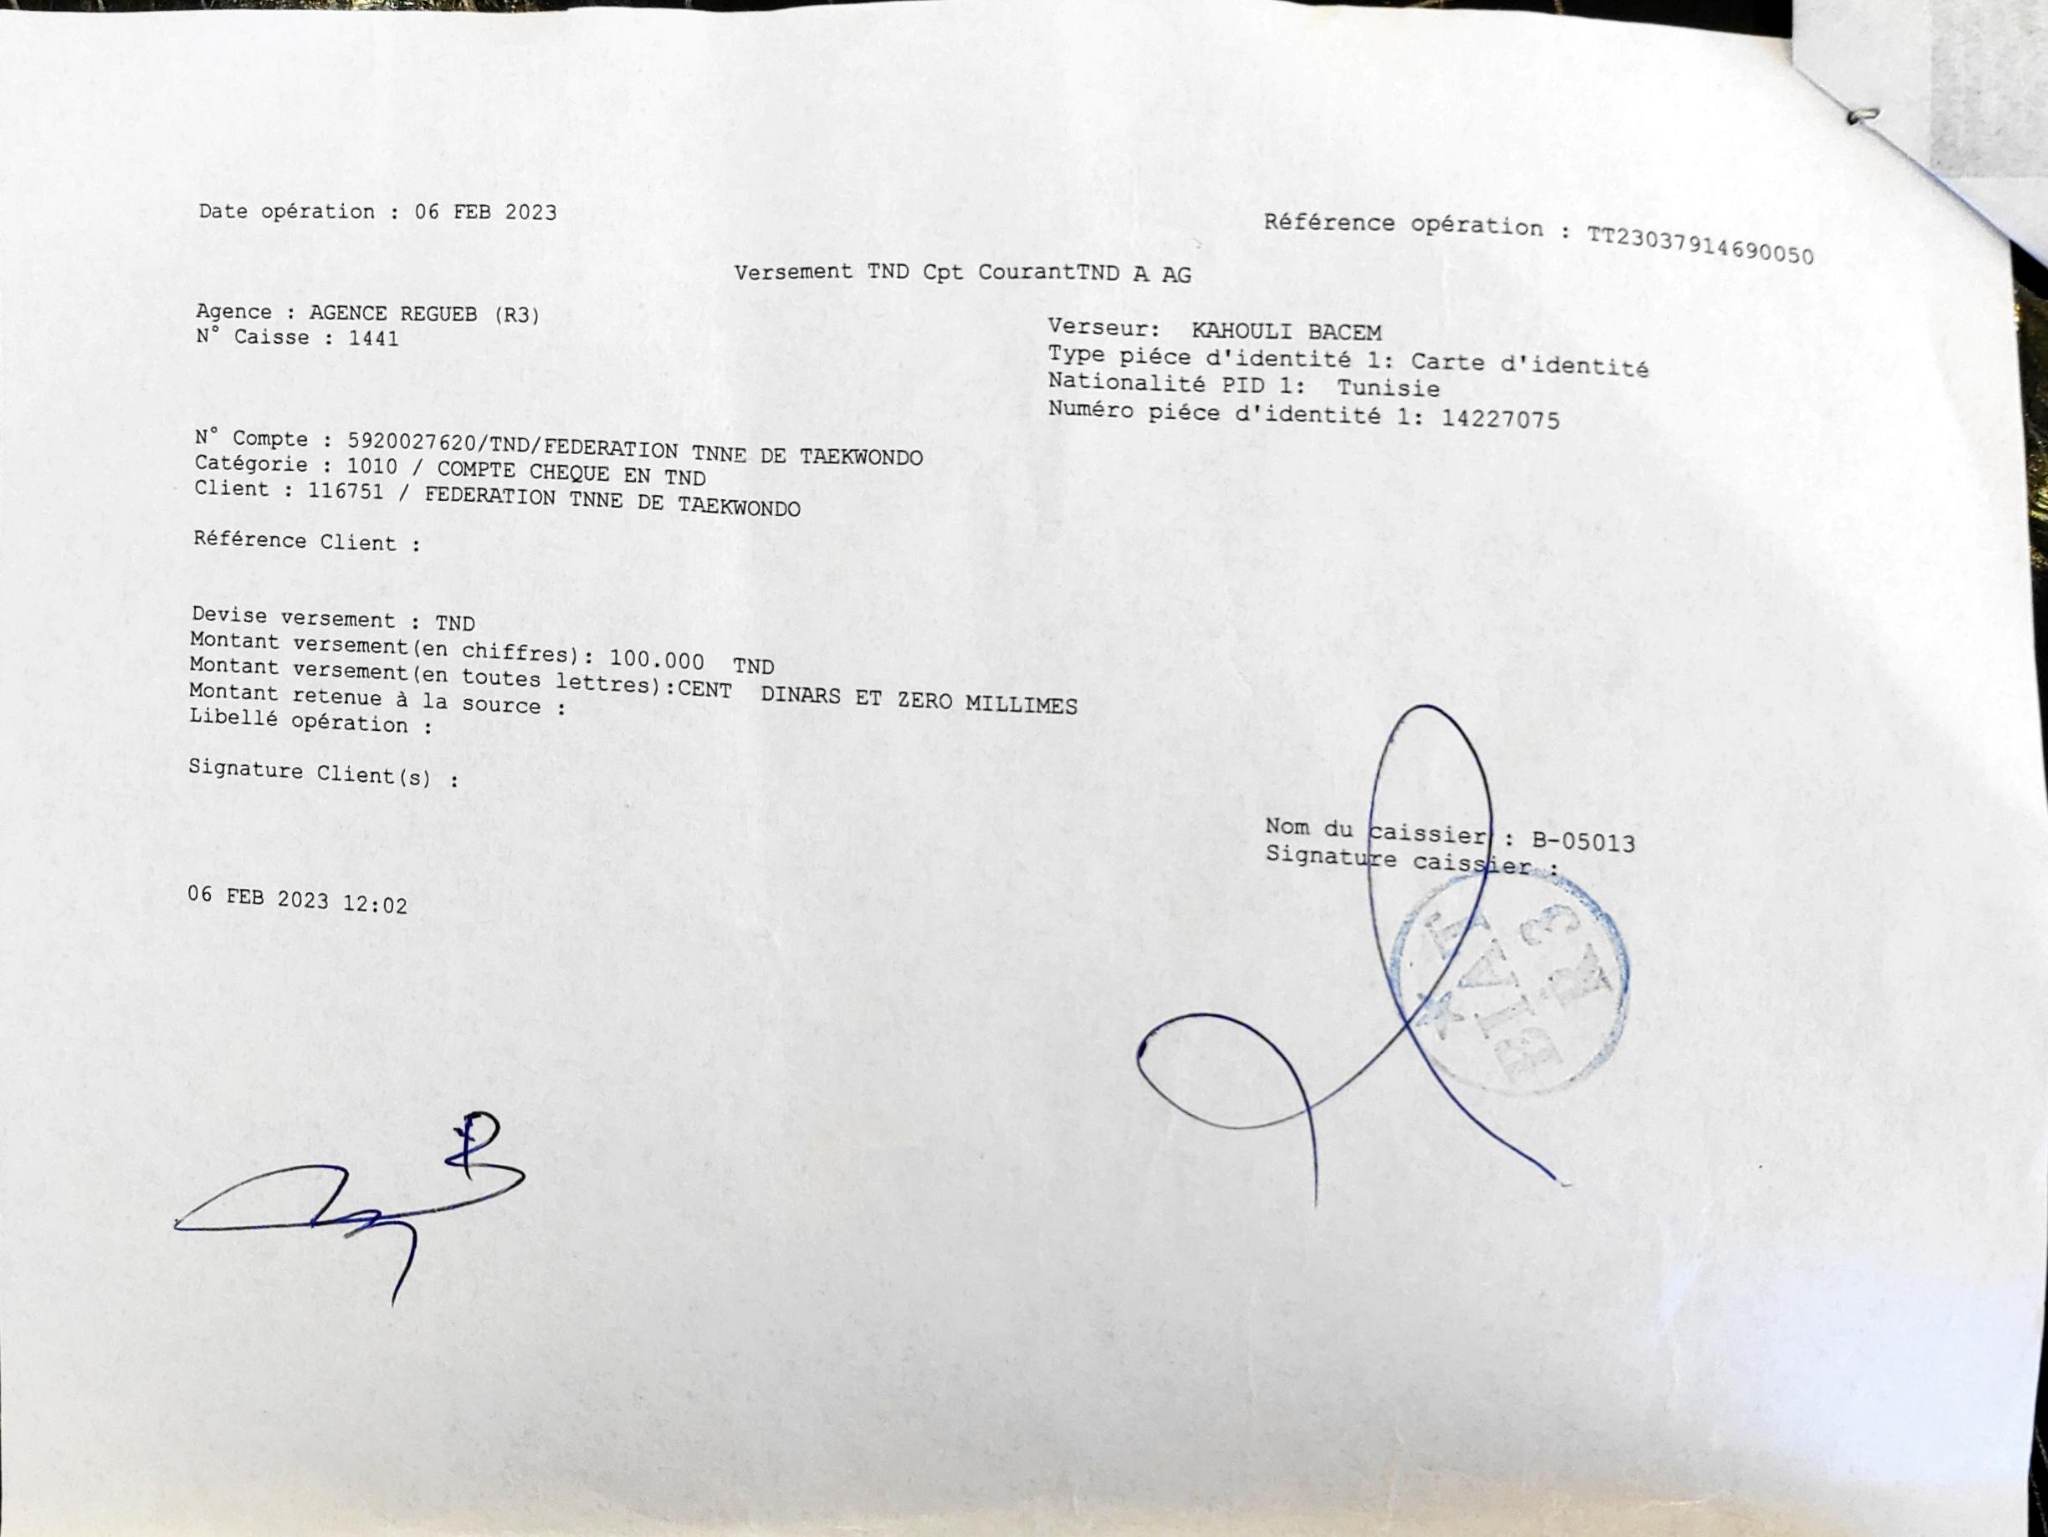 Date opération : 06 FEB 2023
Référence opération : TT23037914690050
Versement TND Cpt CourantTND A AG
Agence : AGENCE REGUEB (R3)
N° Caisse : 1441
Verseur: KAHOULI BACEM
Type piéce d'identité 1: Carte d'identité
Nationalité PID 1: Tunisie
Numéro piéce d'identité 1: 14227075
N° Compte : 5920027620/TND/FEDERATION TNNE DE TAEKWONDO
Catégorie : 1010 / COMPTE CHEQUE EN TND
Client : 116751 / FEDERATION TNNE DE TAEKWONDO
Référence Client :
Devise versement : TND
Montant versement(en chiffres): 100.000 TND
Montant versement(en toutes lettres):CENT DINARS ET ZERO MILLIMES
Montant retenue à la source :
Libellé opération :
Signature Client(s) :
Nom du caissier : B-05013
Signature caissier :
06 FEB 2023 12:02
BIAT
R3